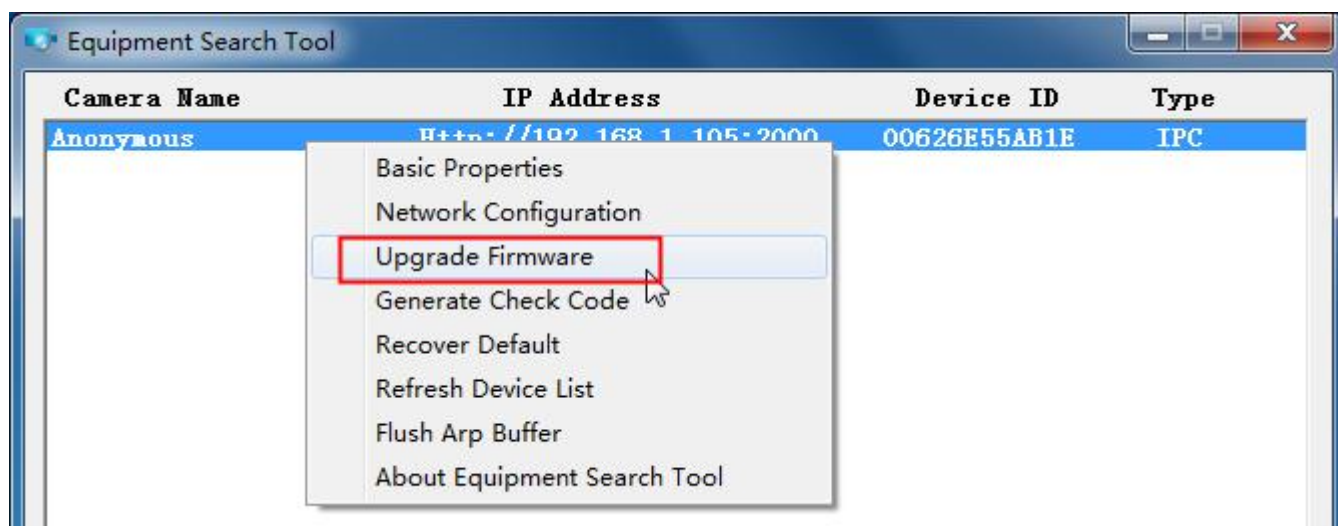 Equipment Search Tool
Camera Name IP Address Device ID Type
Anonymous Http://192.168.1.105:2000 00626E55AB1E IPC
Basic Properties
Network Configuration
Upgrade Firmware
Generate Check Code
Recover Default
Refresh Device List
Flush Arp Buffer
About Equipment Search Tool